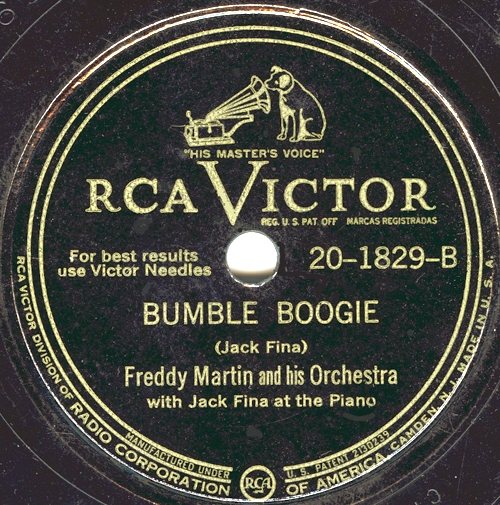 "HIS MASTER'S VOICE"
RCA VICTOR
REG. U. S. PAT. OFF MARCAS REGISTRADAS
For best results
use Victor Needles
20-1829-B
BUMBLE BOOGIE
(Jack Fina)
Freddy Martin and his Orchestra
with Jack Fina at the Piano
RCA VICTOR DIVISION OF RADIO CORPORATION OF AMERICA, CAMDEN, N. J. MADE IN U. S. A.
MANUFACTURED UNDER U. S. PATENT 2130239
RCA